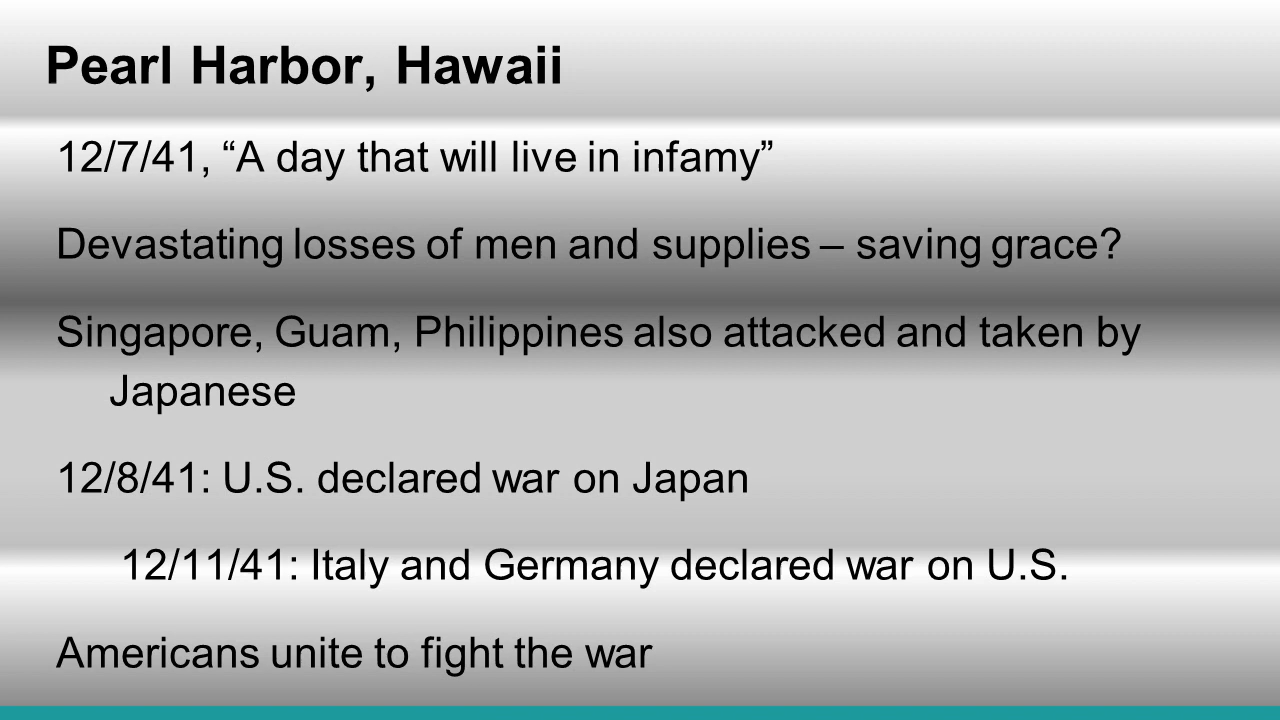 Pearl Harbor, Hawaii
12/7/41, “A day that will live in infamy”
Devastating losses of men and supplies – saving grace?
Singapore, Guam, Philippines also attacked and taken by
Japanese
12/8/41: U.S. declared war on Japan
12/11/41: Italy and Germany declared war on U.S.
Americans unite to fight the war